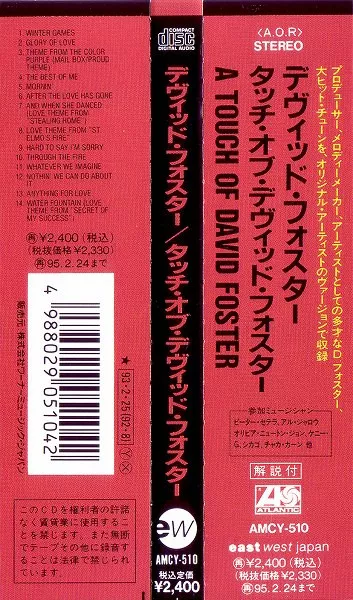 1. WINTER GAMES
2. GLORY OF LOVE
3. THEME FROM THE COLOR
PURPLE (MAIL BOX/PROUD
THEME)
4. THE BEST OF ME
5. MORNIN'
6. AFTER THE LOVE HAS GONE
7. AND WHEN SHE DANCED
(LOVE THEME FROM
"STEALING HOME")
8. LOVE THEME FROM "ST.
ELMO'S FIRE"
9. HARD TO SAY I'M SORRY
10. THROUGH THE FIRE
11. WHATEVER WE IMAGINE
12. NOTHIN' WE CAN DO ABOUT
IT
13. ANYTHING FOR LOVE
14. WATER FOUNTAIN (LOVE
THEME FROM "SECRET OF
MY SUCCESS")
再¥2,400(税込)
(税抜価格¥2,330)
再95.2.24まで
販売元:株式会社ワーナーミュージック・ジャパン
4 988029 051042
★'93・2・25(92・8)Ⓨ Ⓧ
このCDを権利者の許諾
なく賃貸業に使用するこ
とを禁じます。また無断
でテープその他に録音す
ることは法律で禁じられ
ています。
COMPACT
disc
DIGITAL AUDIO
デヴィッド・フォスター/タッチ・オブ・デヴィッド・フォスター
ew
AMCY-510
税込定価
¥2,400
〈A.O.R〉
STEREO
プロデューサー、メロディーメーカー、アーティストとしての多才なD.フォスター、
大ヒット・チューンを、オリジナル・アーティストのヴァージョンで収録
デヴィッド・フォスター
タッチ・オブ・デヴィッド・フォスター
A TOUCH OF DAVID FOSTER
参加ミュージシャン
ピーター・セテラ、アル・ジャロウ
オリビア・ニュートン・ジョン、ケニー・
G、シカゴ、チャカ・カーン 他
解説付
ATLANTIC
AMCY-510
east west japan
再¥2,400(税込)
(税抜価格¥2,330)
再95.2.24まで